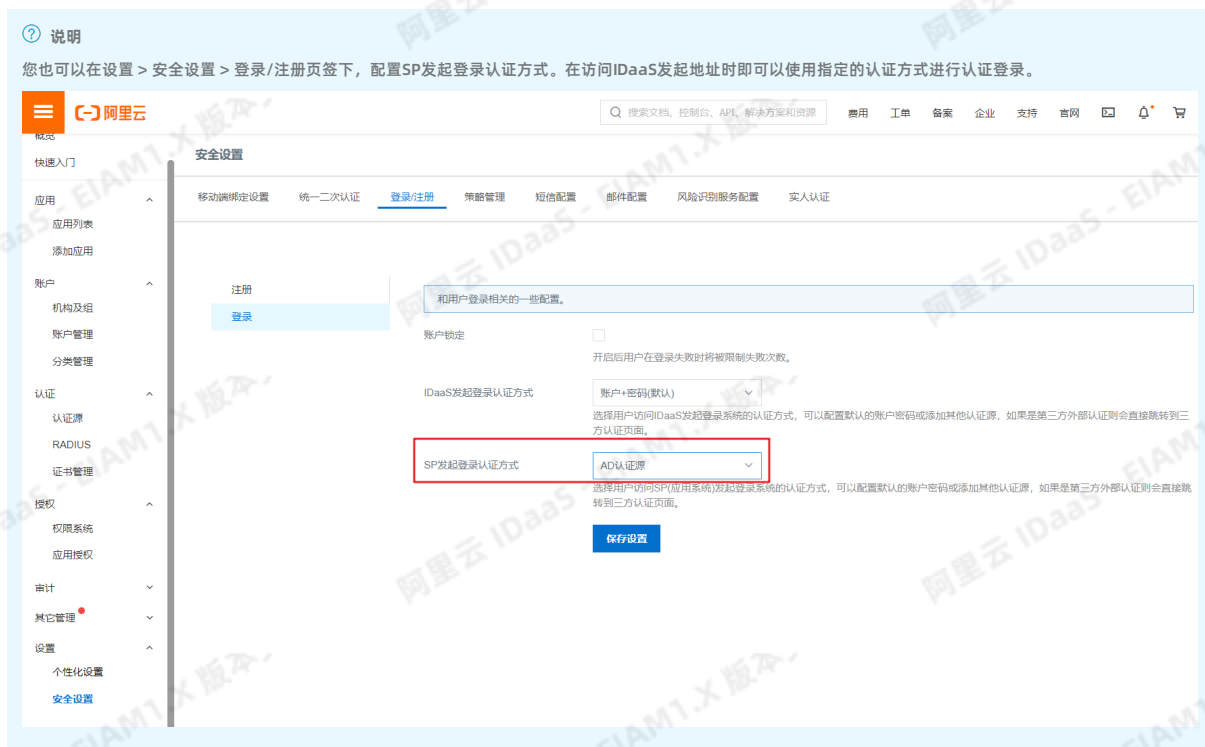 说明
您也可以在设置 > 安全设置 > 登录/注册页签下，配置SP发起登录认证方式。在访问IDaaS发起地址时即可以使用指定的认证方式进行认证登录。
阿里云
搜索文档、控制台、API、解决方案和资源
费用 工单 备案 企业 支持 官网
概览
快速入门
应用
应用列表
添加应用
账户
机构及组
账户管理
分类管理
认证
认证源
RADIUS
证书管理
授权
权限系统
应用授权
审计
其它管理
设置
个性化设置
安全设置
安全设置
移动端绑定设置 统一二次认证 登录/注册 策略管理 短信配置 邮件配置 风险识别服务配置 实人认证
注册
登录
和用户登录相关的一些配置。
账户锁定
开启后用户在登录失败时将被限制失败次数。
IDaaS发起登录认证方式
账户+密码(默认)
选择用户访问IDaaS发起登录系统的认证方式，可以配置默认的账户密码或添加其他认证源，如果是第三方外部认证则会直接跳转到三
方认证页面。
SP发起登录认证方式
AD认证源
选择用户访问SP(应用系统)发起登录系统的认证方式，可以配置默认的账户密码或添加其他认证源，如果是第三方外部认证则会直接跳
转到三方认证页面。
保存设置
阿里云 IDaaS - EIAM1.X 版本.